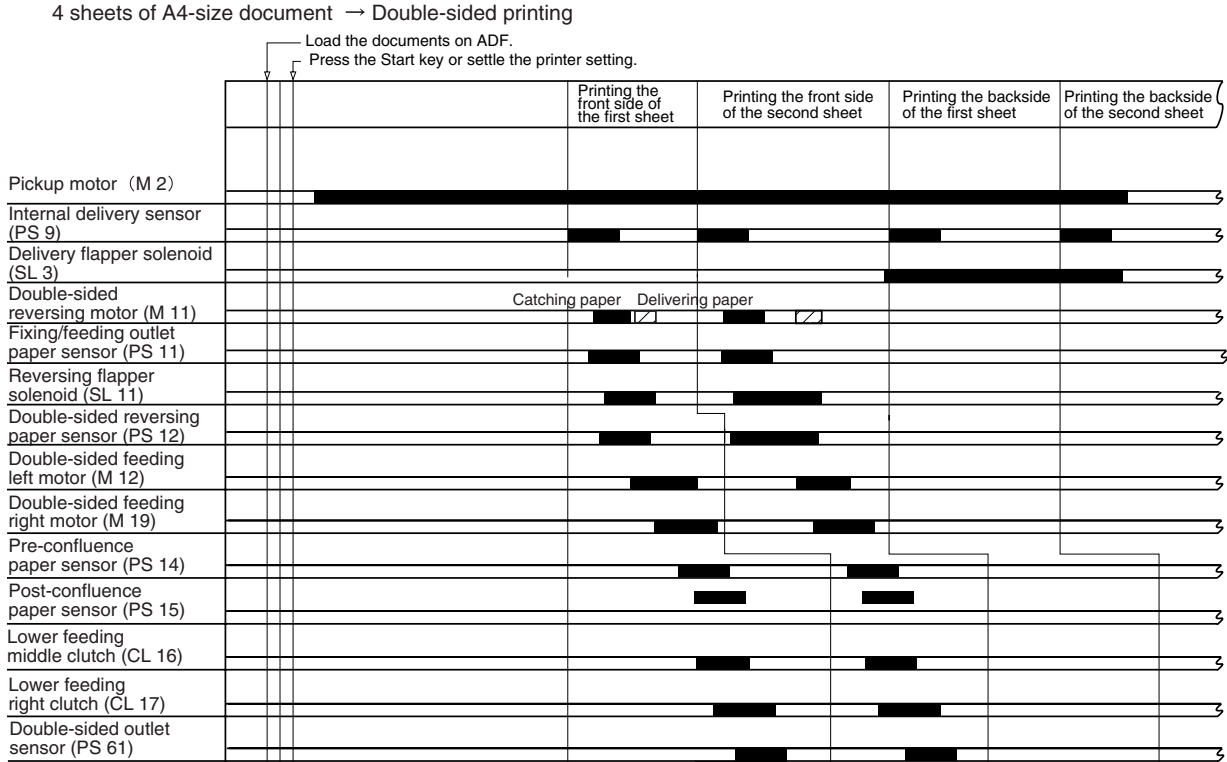 4 sheets of A4-size document → Double-sided printing
Load the documents on ADF.
Press the Start key or settle the printer setting.
Printing the
front side of
the first sheet
Printing the front side
of the second sheet
Printing the backside
of the first sheet
Printing the backside
of the second sheet
Pickup motor (M 2)
Internal delivery sensor
(PS 9)
Delivery flapper solenoid
(SL 3)
Double-sided
reversing motor (M 11)
Catching paper
Delivering paper
Fixing/feeding outlet
paper sensor (PS 11)
Reversing flapper
solenoid (SL 11)
Double-sided reversing
paper sensor (PS 12)
Double-sided feeding
left motor (M 12)
Double-sided feeding
right motor (M 19)
Pre-confluence
paper sensor (PS 14)
Post-confluence
paper sensor (PS 15)
Lower feeding
middle clutch (CL 16)
Lower feeding
right clutch (CL 17)
Double-sided outlet
sensor (PS 61)